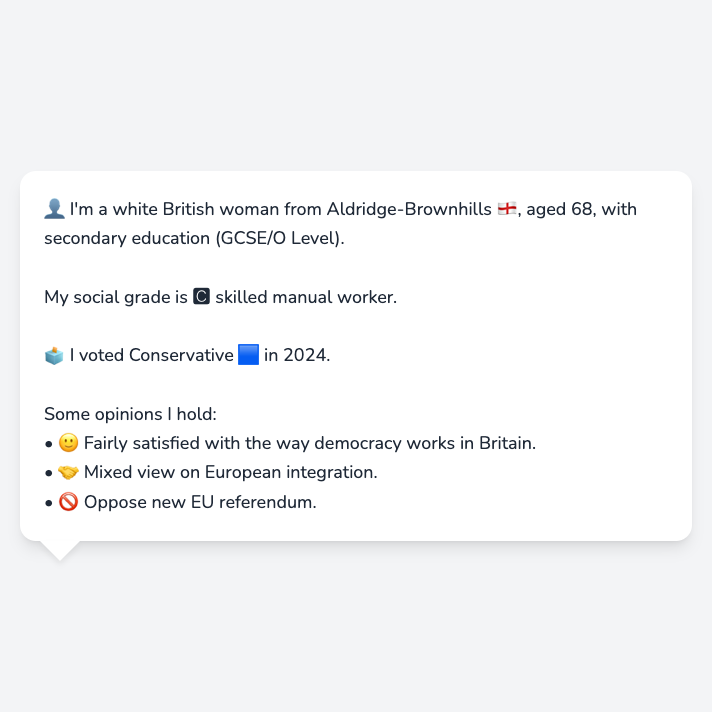 👤 I'm a white British woman from Aldridge-Brownhills 🏴󠁧󠁢󠁥󠁮󠁧󠁿, aged 68, with
secondary education (GCSE/O Level).
My social grade is 🅲 skilled manual worker.
🗳️ I voted Conservative 🟦 in 2024.
Some opinions I hold:
• 🙂 Fairly satisfied with the way democracy works in Britain.
• 🤝 Mixed view on European integration.
• 🚫 Oppose new EU referendum.